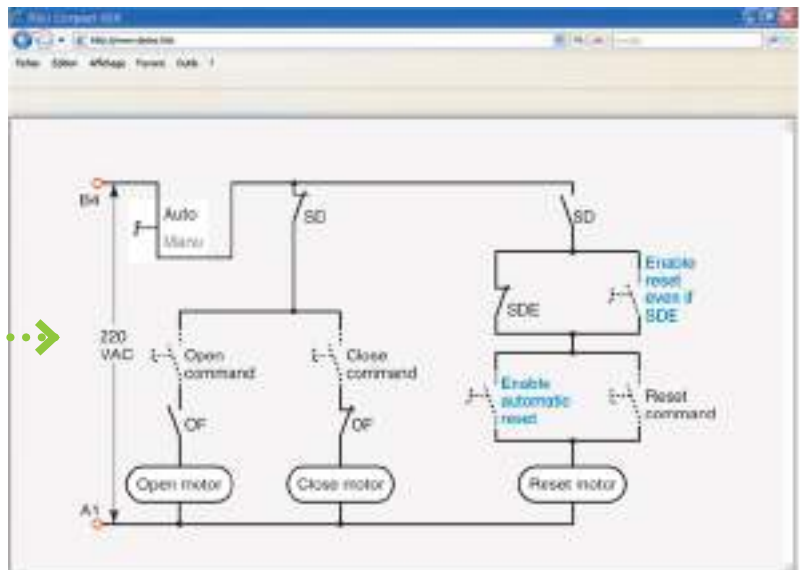 B4
Auto
Manu
SD
SD
Enable
reset
even if
SDE
SDE
220
VAC
Open
command
Close
command
Enable
automatic
reset
Reset
command
OF
OF
Open motor
Close motor
Reset motor
A1